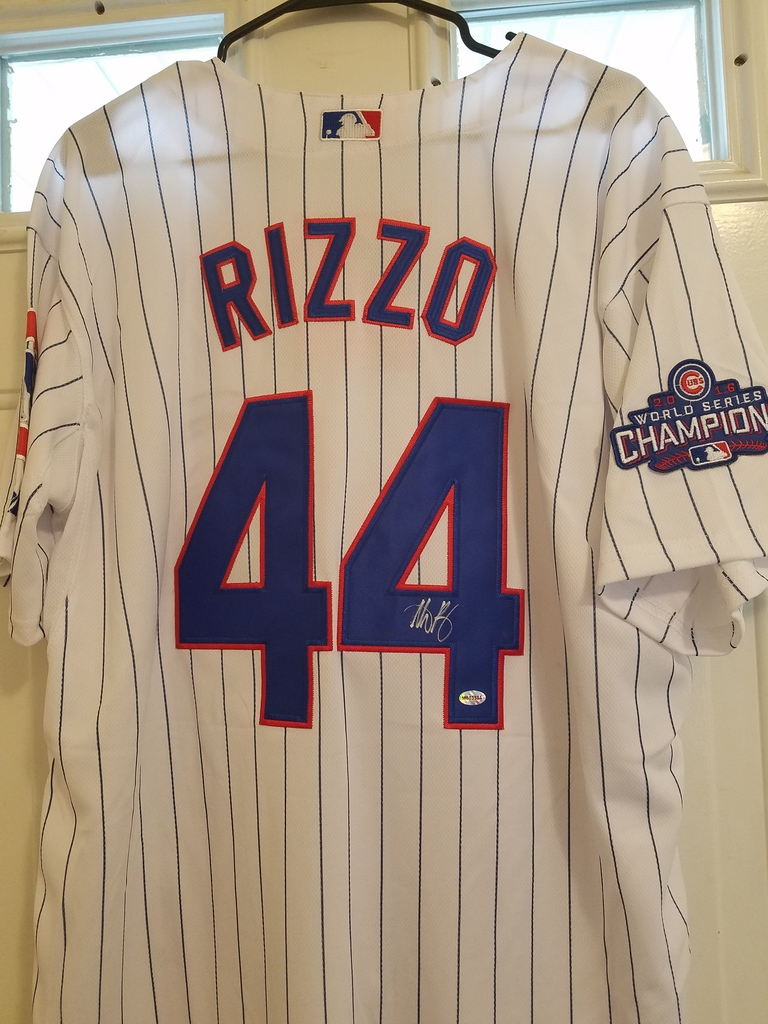 RIZZO
44
CUBS
2016
WORLD SERIES
CHAMPION